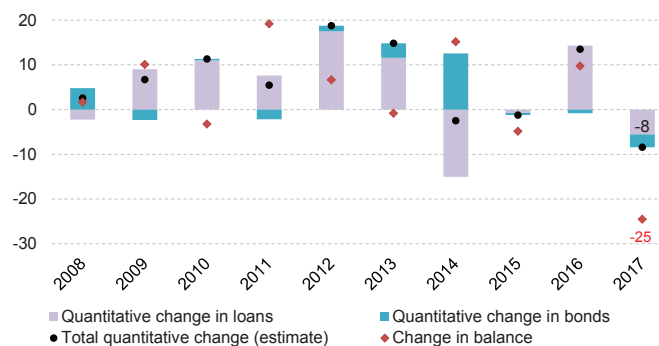 20
10
0
-10
-20
-30
-8
-25
2008 2009 2010 2011 2012 2013 2014 2015 2016 2017
Quantitative change in loans Quantitative change in bonds
Total quantitative change (estimate) Change in balance